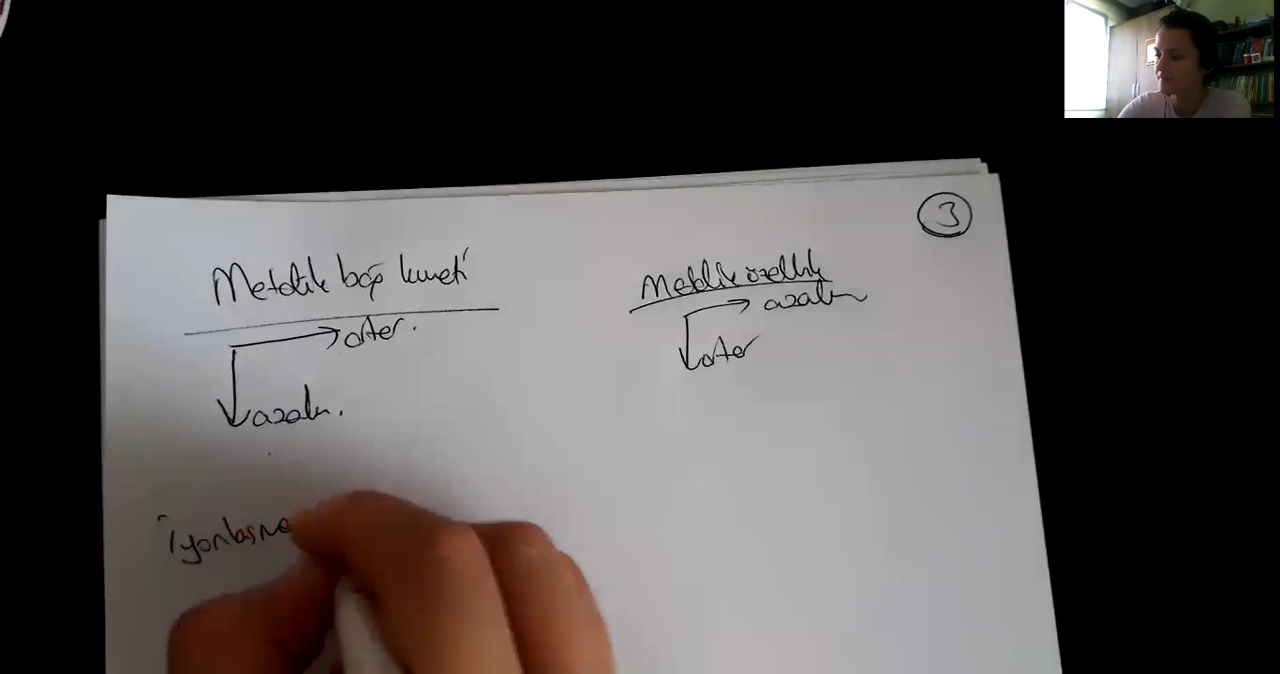 3
Metalik bağ kuvveti
artar.
azalır.
Metalik özellik
azalır
artar
İyonlaşma